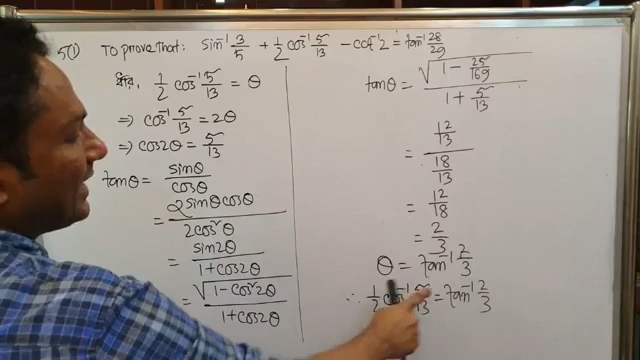 5(i) To prove that: sin⁻¹ 3/5 + 1/2 cos⁻¹ 5/13 − cot⁻¹ 2 = tan⁻¹ 28/29
ধরি, 1/2 cos⁻¹ 5/13 = θ
⇒ cos⁻¹ 5/13 = 2θ
⇒ cos2θ = 5/13
tanθ = sinθ/cosθ
= 2sinθcosθ / 2cos²θ
= sin2θ / 1+cos2θ
= √(1−cos²2θ) / 1+cos2θ
tanθ = √(1 − 25/169) / 1 + 5/13
= 12/13 / 18/13
= 12/18
= 2/3
θ = tan⁻¹ 2/3
∴ 1/2 cos⁻¹ 5/13 = tan⁻¹ 2/3